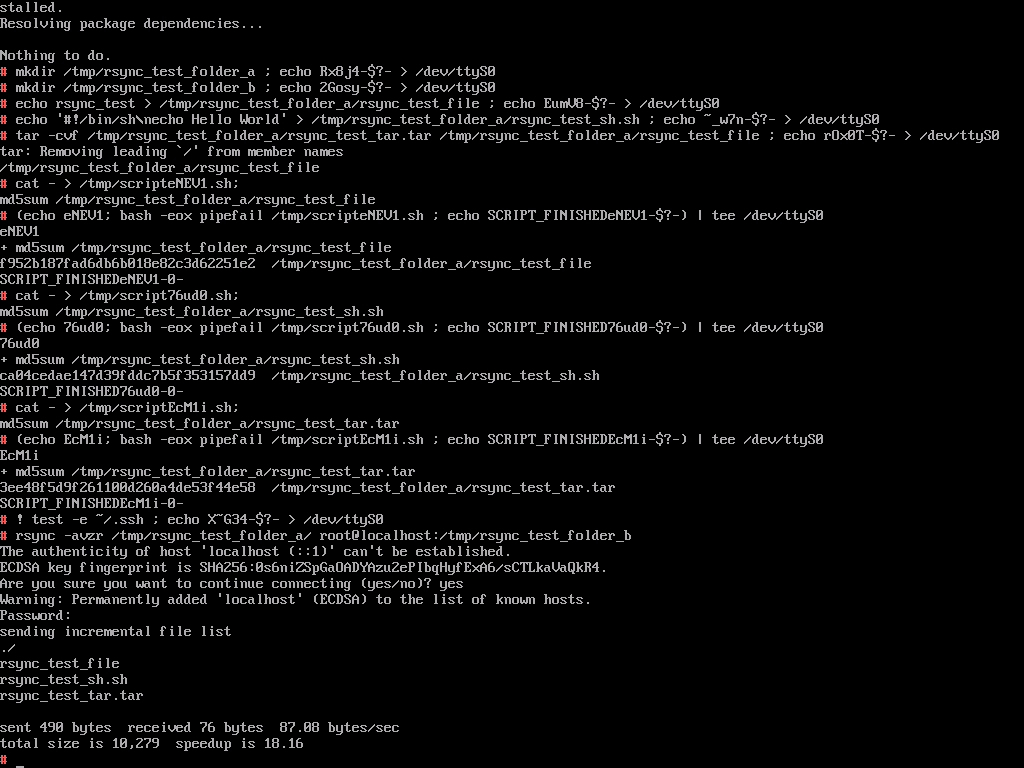 stalled.
Resolving package dependencies...
Nothing to do.
# mkdir /tmp/rsync_test_folder_a ; echo Rx8j4-$?- > /dev/ttyS0
# mkdir /tmp/rsync_test_folder_b ; echo 2Gosy-$?- > /dev/ttyS0
# echo rsync_test > /tmp/rsync_test_folder_a/rsync_test_file ; echo EumV8-$?- > /dev/ttyS0
# echo '#!/bin/sh\necho Hello World' > /tmp/rsync_test_folder_a/rsync_test_sh.sh ; echo ~_w7n-$?- > /dev/ttyS0
# tar -cvf /tmp/rsync_test_folder_a/rsync_test_tar.tar /tmp/rsync_test_folder_a/rsync_test_file ; echo rOx0T-$?- > /dev/ttyS0
tar: Removing leading `/' from member names
/tmp/rsync_test_folder_a/rsync_test_file
# cat - > /tmp/scripteNEV1.sh;
md5sum /tmp/rsync_test_folder_a/rsync_test_file
# (echo eNEV1; bash -eox pipefail /tmp/scripteNEV1.sh ; echo SCRIPT_FINISHEDeNEV1-$?-) | tee /dev/ttyS0
eNEV1
+ md5sum /tmp/rsync_test_folder_a/rsync_test_file
f952b187fad6db6b018e82c3d62251e2  /tmp/rsync_test_folder_a/rsync_test_file
SCRIPT_FINISHEDeNEV1-0-
# cat - > /tmp/script76ud0.sh;
md5sum /tmp/rsync_test_folder_a/rsync_test_sh.sh
# (echo 76ud0; bash -eox pipefail /tmp/script76ud0.sh ; echo SCRIPT_FINISHED76ud0-$?-) | tee /dev/ttyS0
76ud0
+ md5sum /tmp/rsync_test_folder_a/rsync_test_sh.sh
ca04cedae147d39fddc7b5f353157dd9  /tmp/rsync_test_folder_a/rsync_test_sh.sh
SCRIPT_FINISHED76ud0-0-
# cat - > /tmp/scriptEcM1i.sh;
md5sum /tmp/rsync_test_folder_a/rsync_test_tar.tar
# (echo EcM1i; bash -eox pipefail /tmp/scriptEcM1i.sh ; echo SCRIPT_FINISHEDEcM1i-$?-) | tee /dev/ttyS0
EcM1i
+ md5sum /tmp/rsync_test_folder_a/rsync_test_tar.tar
3ee48f5d9f261100d260a4de53f44e58  /tmp/rsync_test_folder_a/rsync_test_tar.tar
SCRIPT_FINISHEDEcM1i-0-
# ! test -e ~/.ssh ; echo X~G34-$?- > /dev/ttyS0
# rsync -avzr /tmp/rsync_test_folder_a/ root@localhost:/tmp/rsync_test_folder_b
The authenticity of host 'localhost (::1)' can't be established.
ECDSA key fingerprint is SHA256:0s6niZSpGaOADYAzu2ePIbqHyfExA6/sCTLkaVaQkR4.
Are you sure you want to continue connecting (yes/no)? yes
Warning: Permanently added 'localhost' (ECDSA) to the list of known hosts.
Password:
sending incremental file list
./
rsync_test_file
rsync_test_sh.sh
rsync_test_tar.tar
sent 490 bytes  received 76 bytes  87.08 bytes/sec
total size is 10,279  speedup is 18.16
#